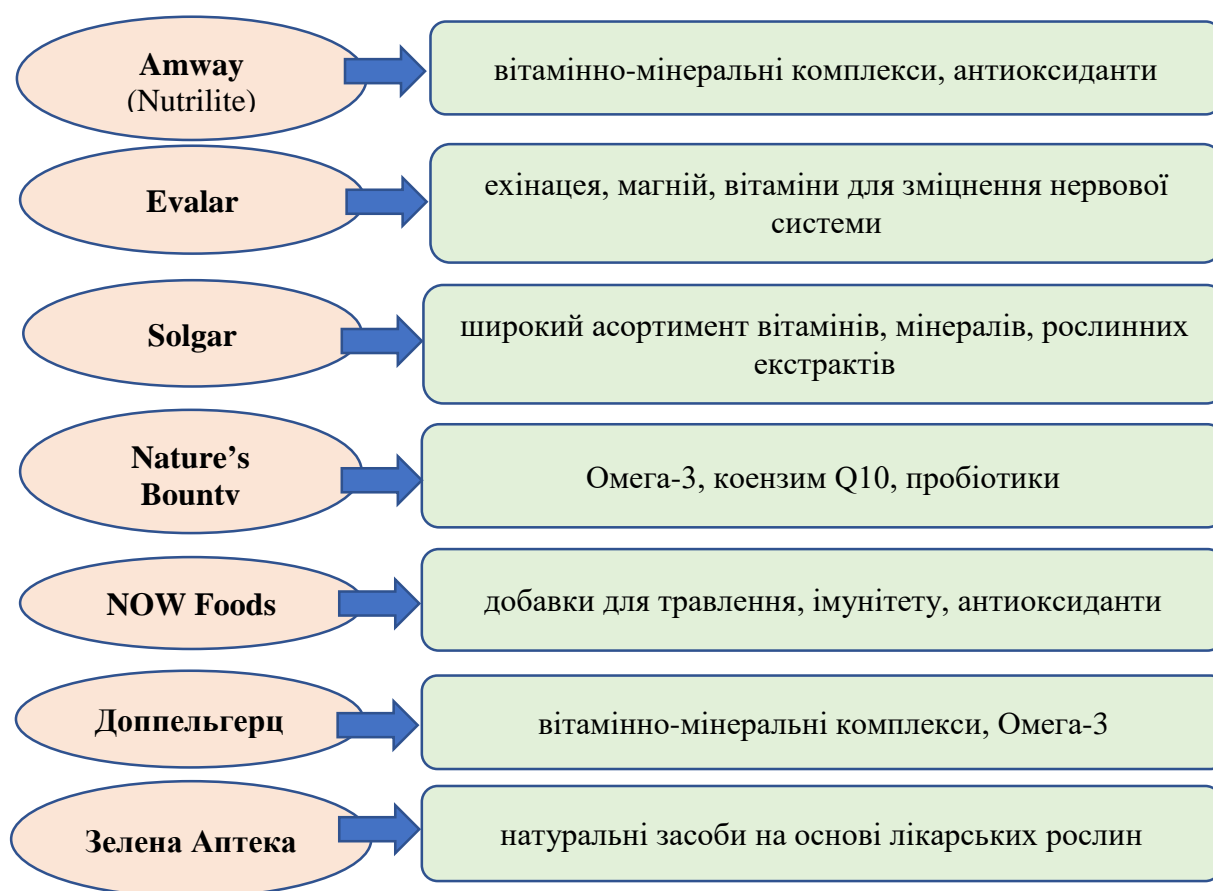 Amway
(Nutrilite)
вітамінно-мінеральні комплекси, антиоксиданти
Evalar
ехінацея, магній, вітаміни для зміцнення нервової
системи
Solgar
широкий асортимент вітамінів, мінералів, рослинних
екстрактів
Nature’s
Bounty
Омега-3, коензим Q10, пробіотики
NOW Foods
добавки для травлення, імунітету, антиоксиданти
Доппельгерц
вітамінно-мінеральні комплекси, Омега-3
Зелена Аптека
натуральні засоби на основі лікарських рослин